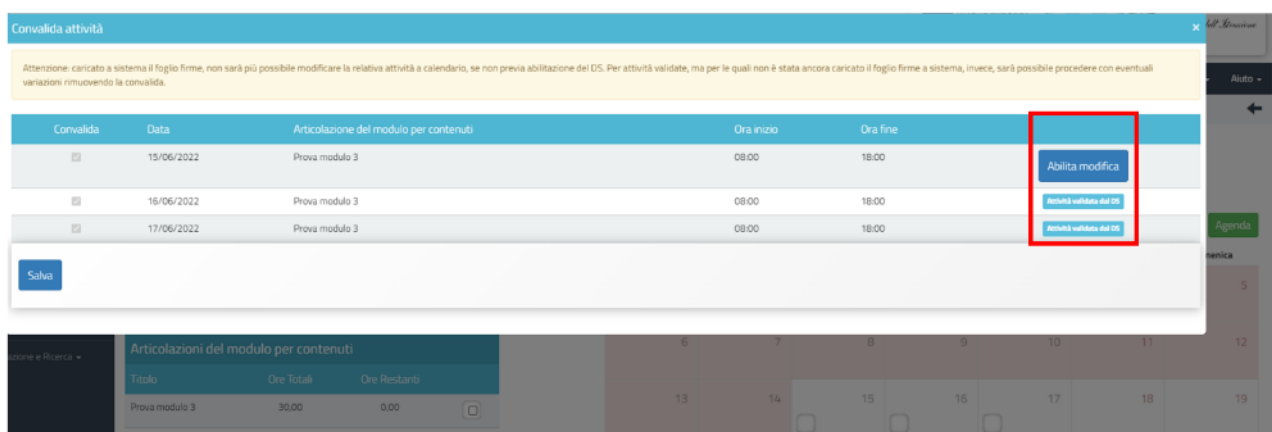 Convalida attività ×
Attenzione: caricato a sistema il foglio firme, non sarà più possibile modificare la relativa attività a calendario, se non previa abilitazione del DS. Per attività validate, ma per le quali non è stata ancora caricato il foglio firme a sistema, invece, sarà possibile procedere con eventuali
variazioni rimuovendo la convalida.
Aiuto
Convalida Data Articolazione del modulo per contenuti Ora inizio Ora fine
15/06/2022 Prova modulo 3 08:00 18:00 Abilita modifica
16/06/2022 Prova modulo 3 08:00 18:00 Attività validata dal DS
17/06/2022 Prova modulo 3 08:00 18:00 Attività validata dal DS
Agenda
Salva
5
Articolazioni del modulo per contenuti
6 7 8 9 10 11 12
Titolo Ore Totali Ore Restanti
Prova modulo 3 30,00 0,00
13 14 15 16 17 18 19